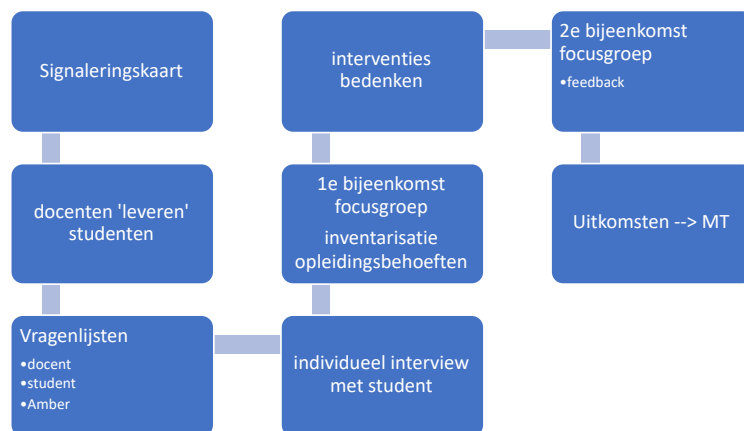 Signaleringskaart
docenten 'leveren'
studenten
Vragenlijsten
•docent
•student
•Amber
individueel interview
met student
1e bijeenkomst
focusgroep
inventarisatie
opleidingsbehoeften
interventies
bedenken
2e bijeenkomst
focusgroep
•feedback
Uitkomsten --> MT